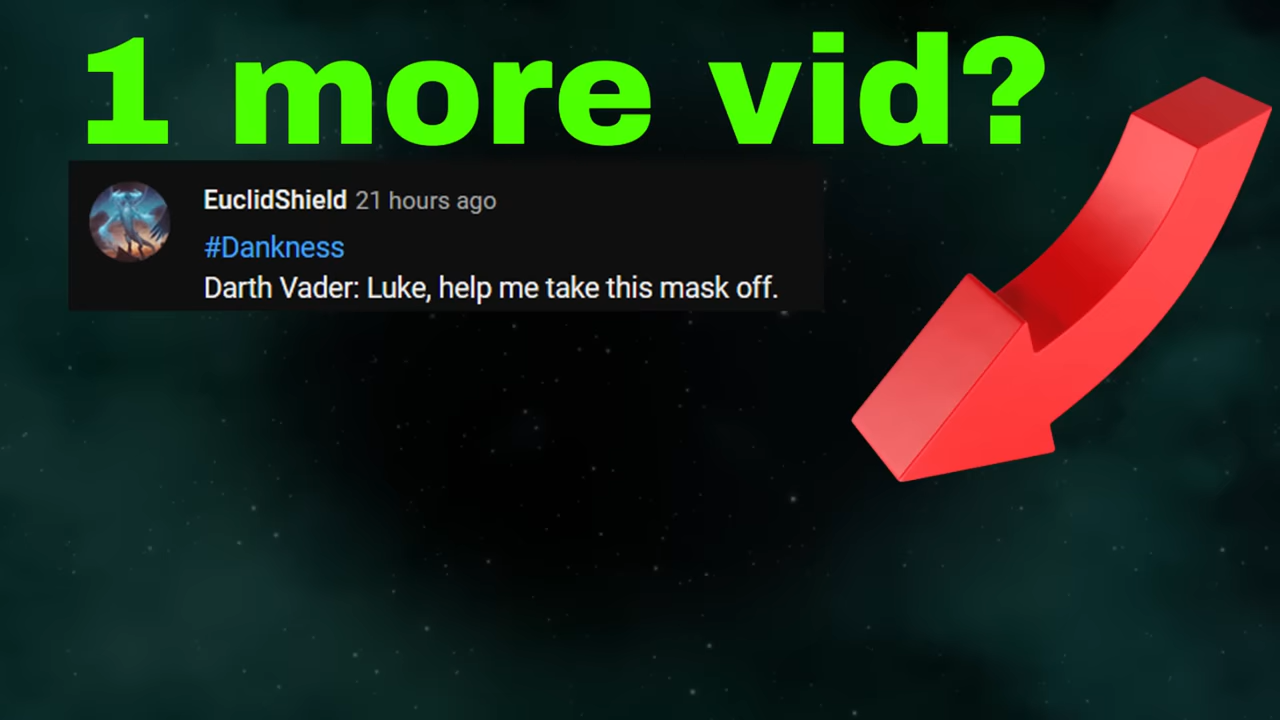 1 more vid?
EuclidShield 21 hours ago
#Dankness
Darth Vader: Luke, help me take this mask off.